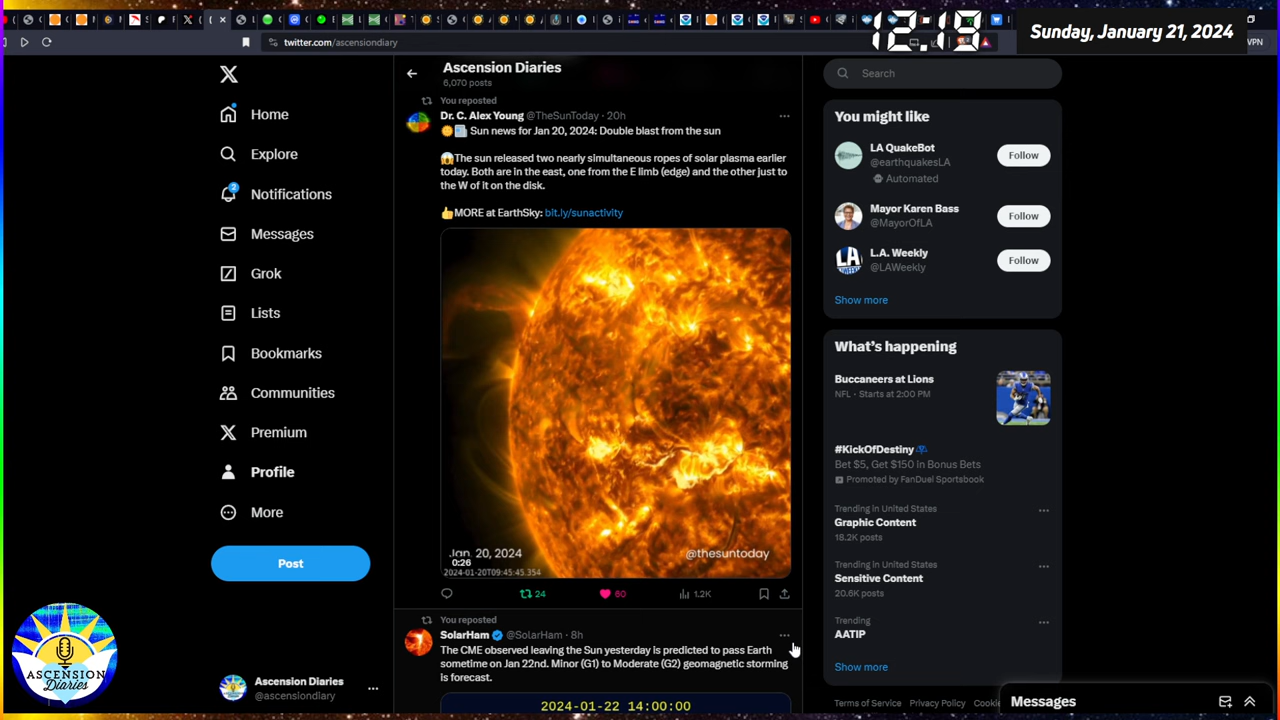 twitter.com/ascensiondiary
VPN
12:19
Sunday, January 21, 2024
Home
Explore
2
Notifications
Messages
Grok
Lists
Bookmarks
Communities
Premium
Profile
More
Post
Ascension Diaries
@ascensiondiary
ASCENSION
Diaries
Ascension Diaries
6,070 posts
You reposted
Dr. C. Alex Young @TheSunToday · 20h
Sun news for Jan 20, 2024: Double blast from the sun
The sun released two nearly simultaneous ropes of solar plasma earlier
today. Both are in the east, one from the E limb (edge) and the other just to
the W of it on the disk.
MORE at EarthSky: bit.ly/sunactivity
Jan. 20, 2024
@thesuntoday
0:26
2024-01-20T09:45:45.354
24
60
1.2K
You reposted
SolarHam @SolarHam · 8h
The CME observed leaving the Sun yesterday is predicted to pass Earth
sometime on Jan 22nd. Minor (G1) to Moderate (G2) geomagnetic storming
is forecast.
2024-01-22 14:00:00
Search
You might like
LA QuakeBot
@earthquakesLA
Automated
Follow
Mayor Karen Bass
@MayorOfLA
Follow
L.A. Weekly
@LAWeekly
Follow
Show more
What's happening
Buccaneers at Lions
NFL · Starts at 2:00 PM
#KickOfDestiny
Bet $5, Get $150 in Bonus Bets
Promoted by FanDuel Sportsbook
Trending in United States
Graphic Content
18.2K posts
Trending in United States
Sensitive Content
20.6K posts
Trending
AATIP
Show more
Terms of Service Privacy Policy
Messages